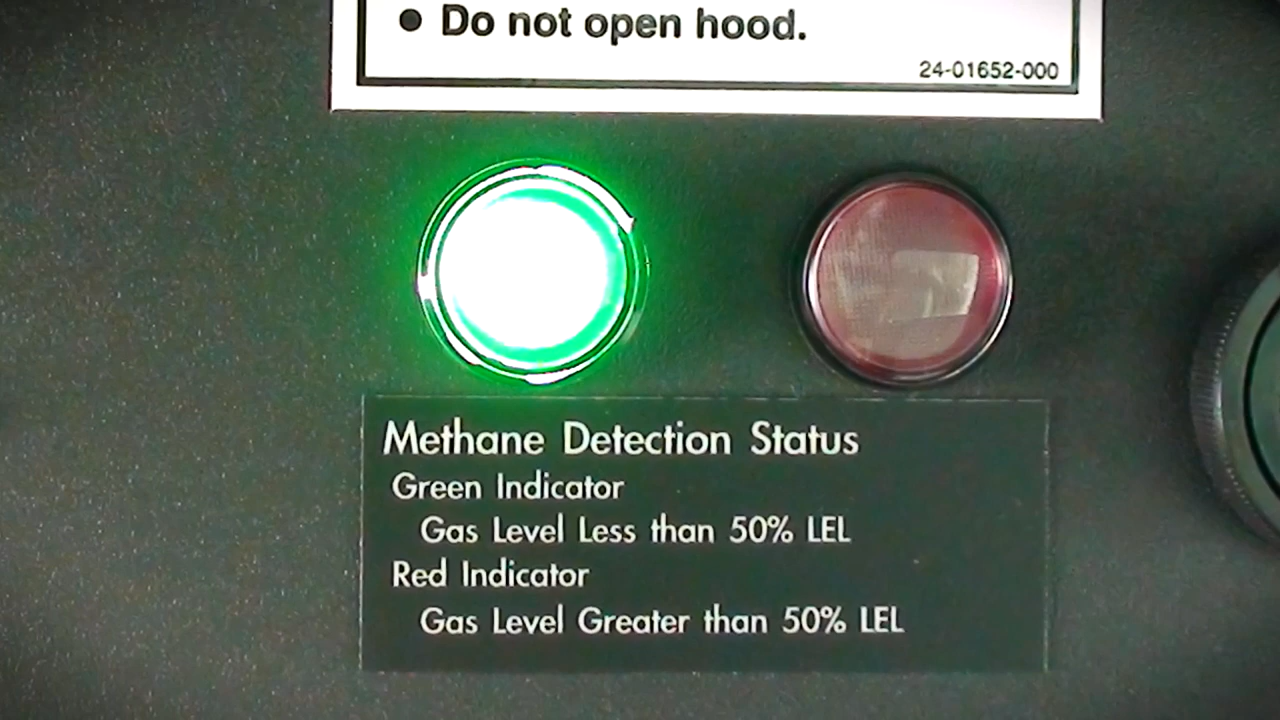 ● Do not open hood.
24-01652-000
Methane Detection Status
Green Indicator
Gas Level Less than 50% LEL
Red Indicator
Gas Level Greater than 50% LEL